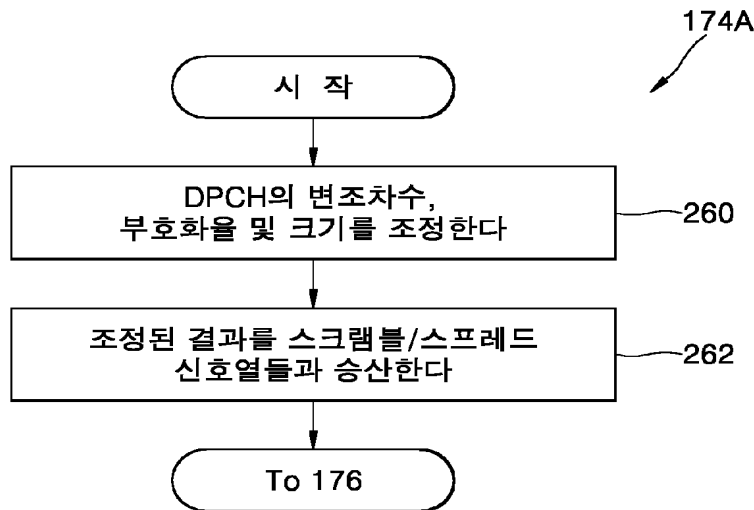 174A
시 작
DPCH의 변조차수,
부호화율 및 크기를 조정한다
260
조정된 결과를 스크램블/스프레드
신호열들과 승산한다
262
To 176